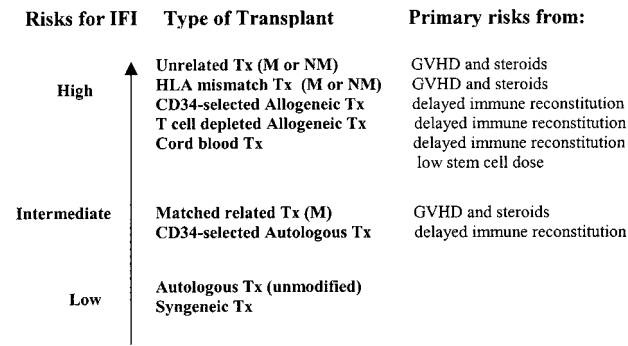 Risks for IFI Type of Transplant Primary risks from:
Unrelated Tx (M or NM) GVHD and steroids
High HLA mismatch Tx (M or NM) GVHD and steroids
CD34-selected Allogeneic Tx delayed immune reconstitution
T cell depleted Allogeneic Tx delayed immune reconstitution
Cord blood Tx delayed immune reconstitution
low stem cell dose
Intermediate Matched related Tx (M) GVHD and steroids
CD34-selected Autologous Tx delayed immune reconstitution
Autologous Tx (unmodified)
Low Syngeneic Tx